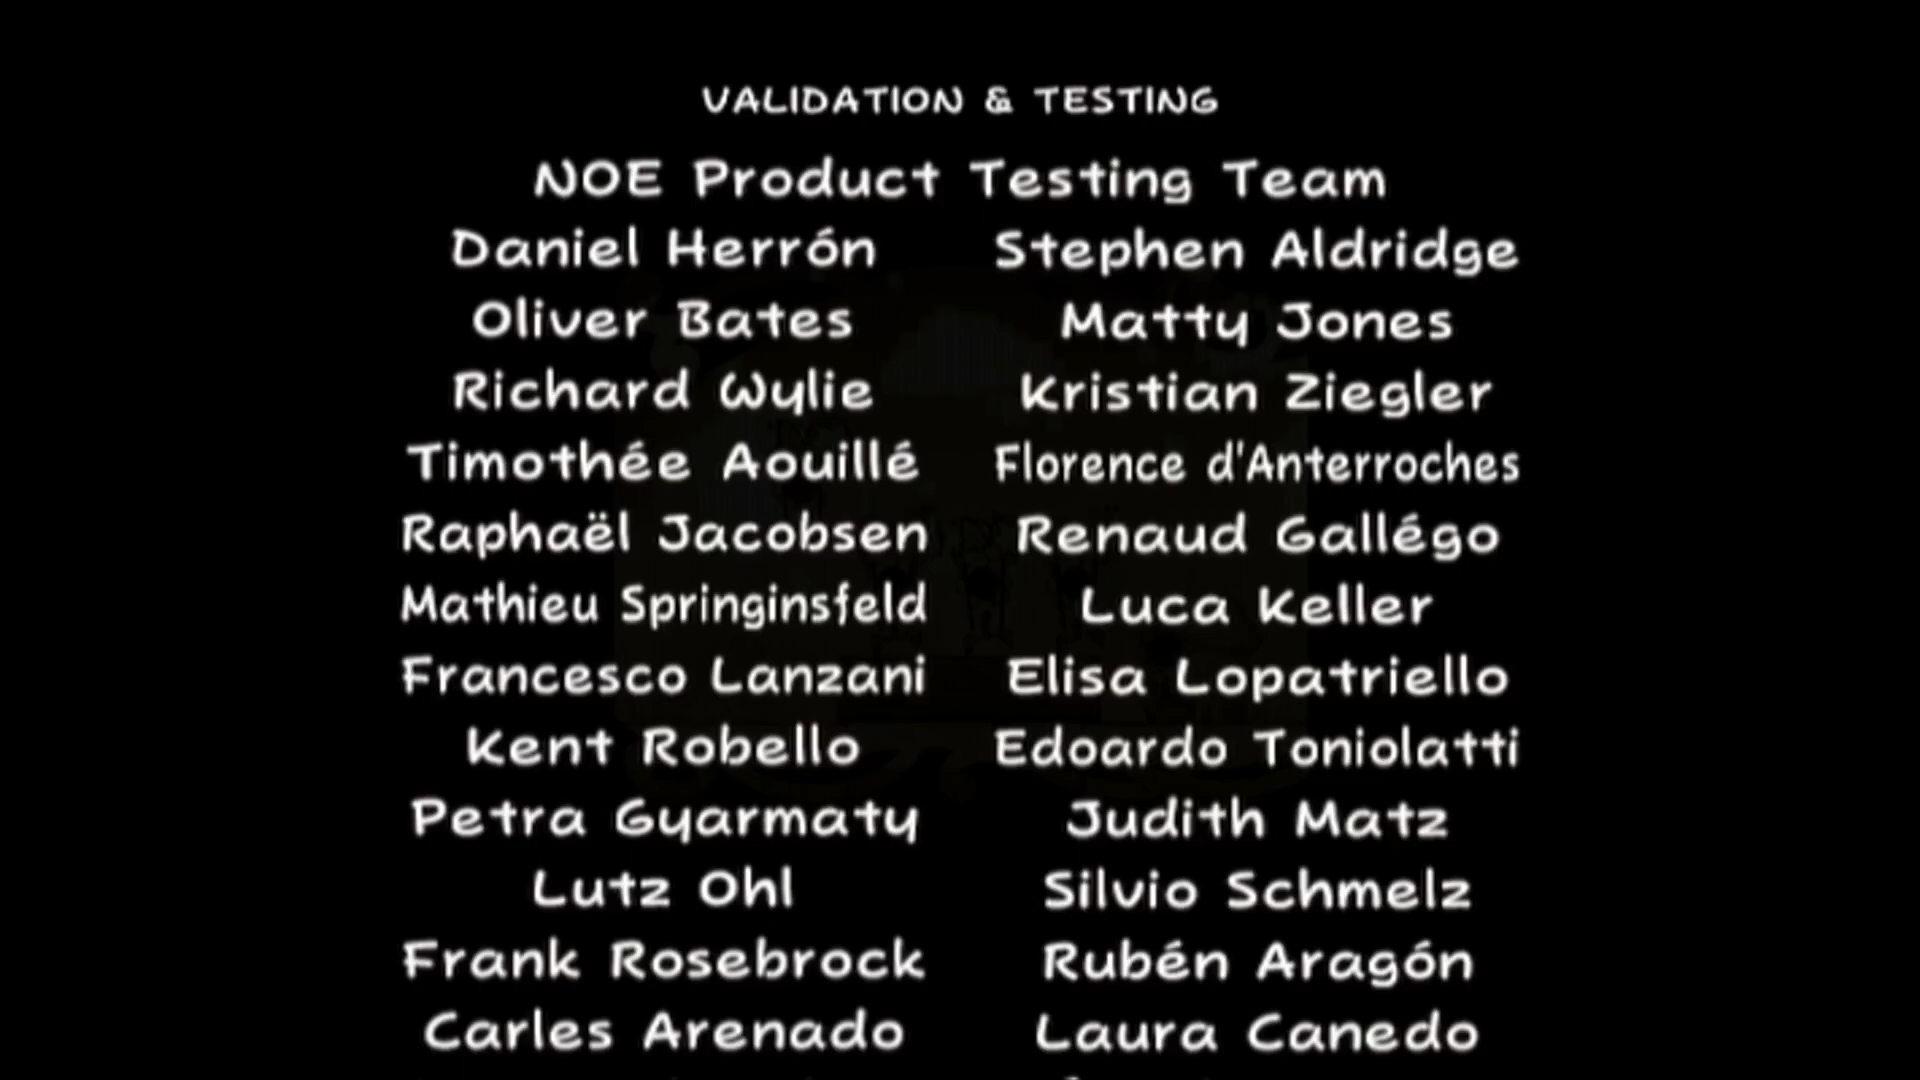 VALIDATION & TESTING
NOE Product Testing Team
Daniel Herrón Stephen Aldridge
Oliver Bates Matty Jones
Richard Wylie Kristian Ziegler
Timothée Aouillé Florence d'Anterroches
Raphaël Jacobsen Renaud Gallégo
Mathieu Springinsfeld Luca Keller
Francesco Lanzani Elisa Lopatriello
Kent Robello Edoardo Toniolatti
Petra Gyarmaty Judith Matz
Lutz Ohl Silvio Schmelz
Frank Rosebrock Rubén Aragón
Carles Arenado Laura Canedo